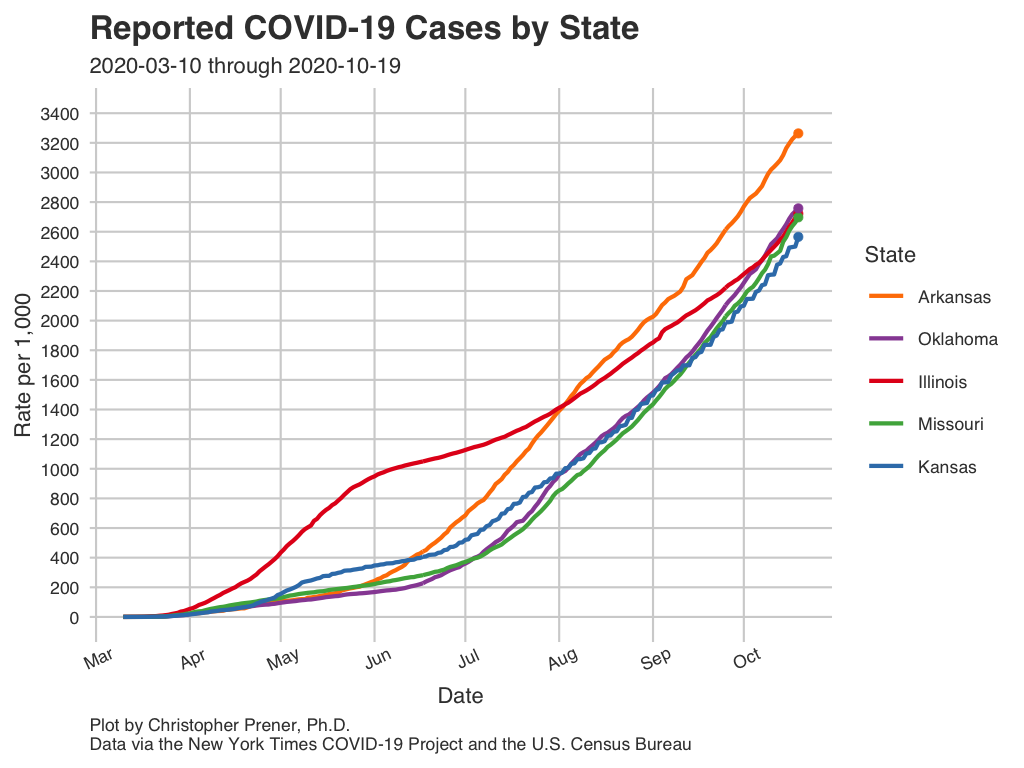 Reported COVID-19 Cases by State
2020-03-10 through 2020-10-19
3400
3200
3000
2800
2600
2400
2200
2000
1800
1600
1400
1200
1000
800
600
400
200
0
Rate per 1,000
Mar Apr May Jun Jul Aug Sep Oct
Date
State
Arkansas
Oklahoma
Illinois
Missouri
Kansas
Plot by Christopher Prener, Ph.D.
Data via the New York Times COVID-19 Project and the U.S. Census Bureau